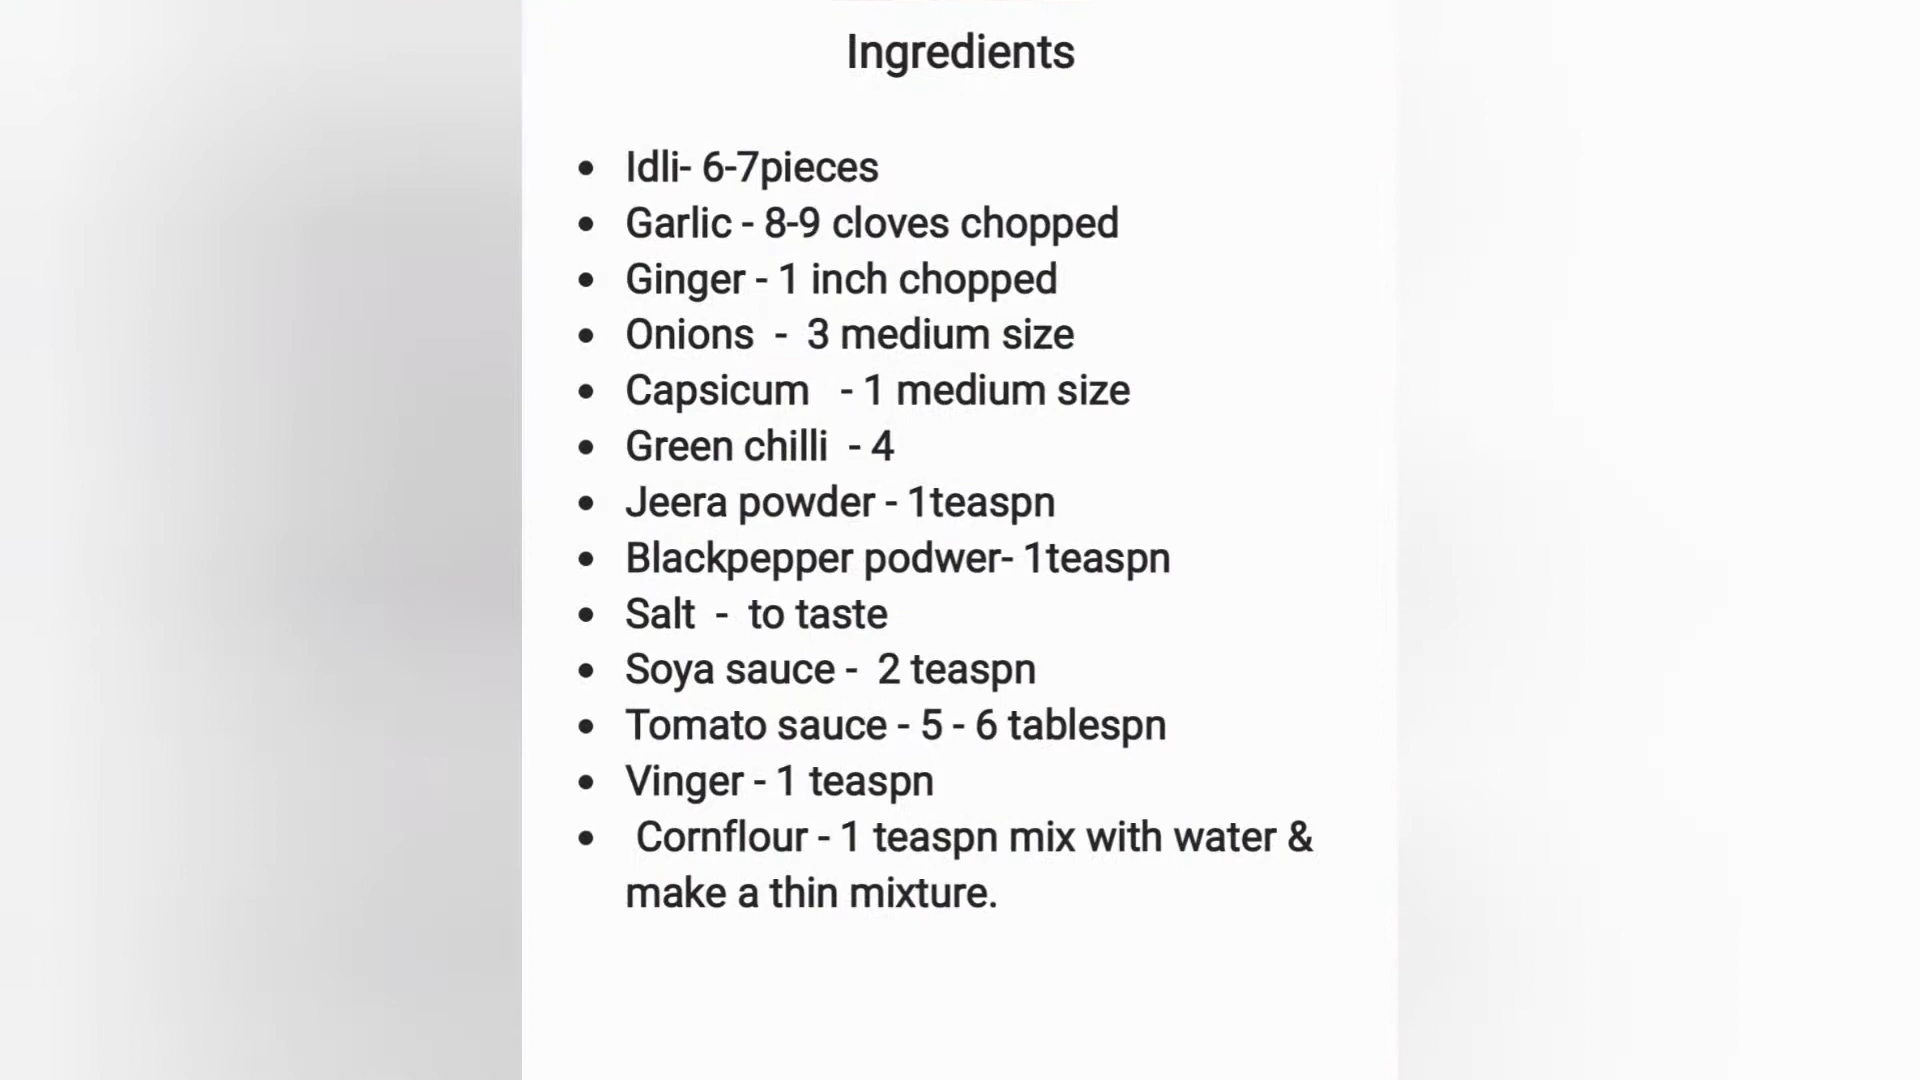 Ingredients
Idli- 6-7pieces
Garlic - 8-9 cloves chopped
Ginger - 1 inch chopped
Onions  -  3 medium size
Capsicum   - 1 medium size
Green chilli  - 4
Jeera powder - 1teaspn
Blackpepper podwer- 1teaspn
Salt  -  to taste
Soya sauce -  2 teaspn
Tomato sauce - 5 - 6 tablespn
Vinger - 1 teaspn
Cornflour - 1 teaspn mix with water &
make a thin mixture.